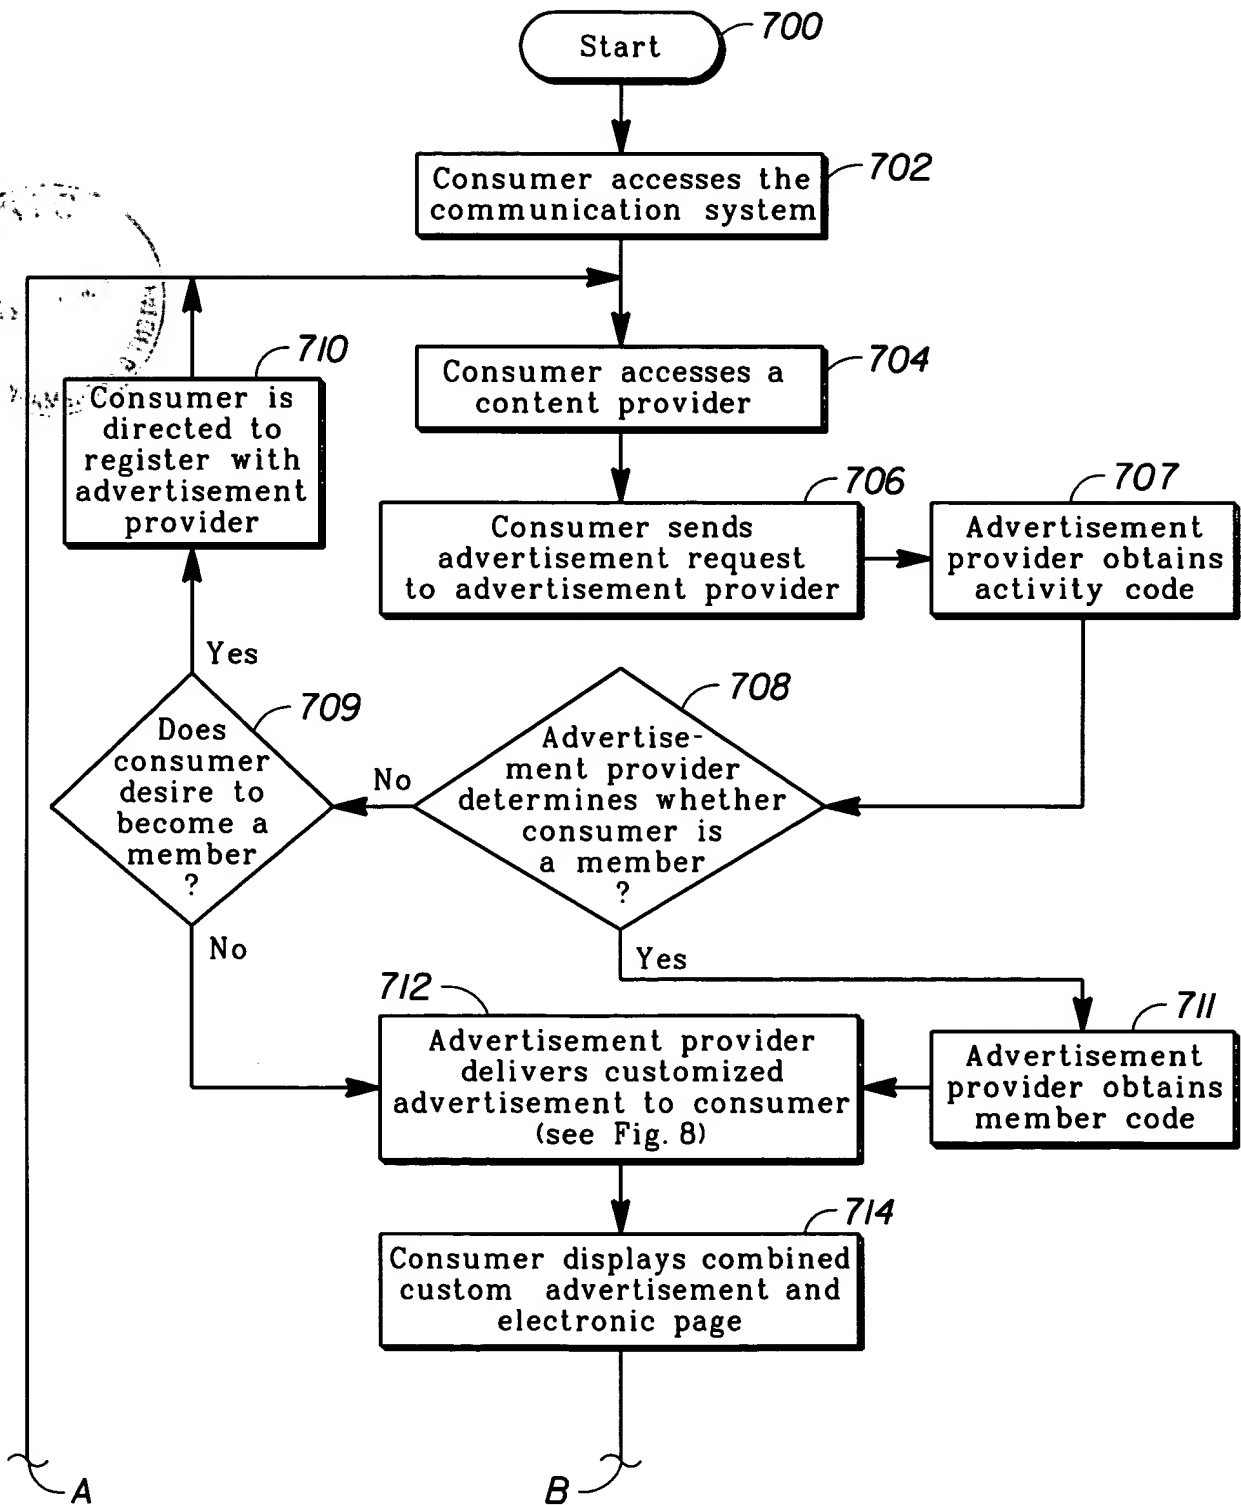 Start
700
Consumer accesses the
communication system
702
Consumer accesses a
content provider
704
710
Consumer is
directed to
register with
advertisement
provider
Consumer sends
advertisement request
to advertisement provider
706
Advertisement
provider obtains
activity code
707
Yes
Does
consumer
desire to
become a
member
?
709
No
Advertise-
ment provider
determines whether
consumer is
a member
?
708
No
Yes
712
Advertisement provider
delivers customized
advertisement to consumer
(see Fig. 8)
711
Advertisement
provider obtains
member code
714
Consumer displays combined
custom advertisement and
electronic page
A
B